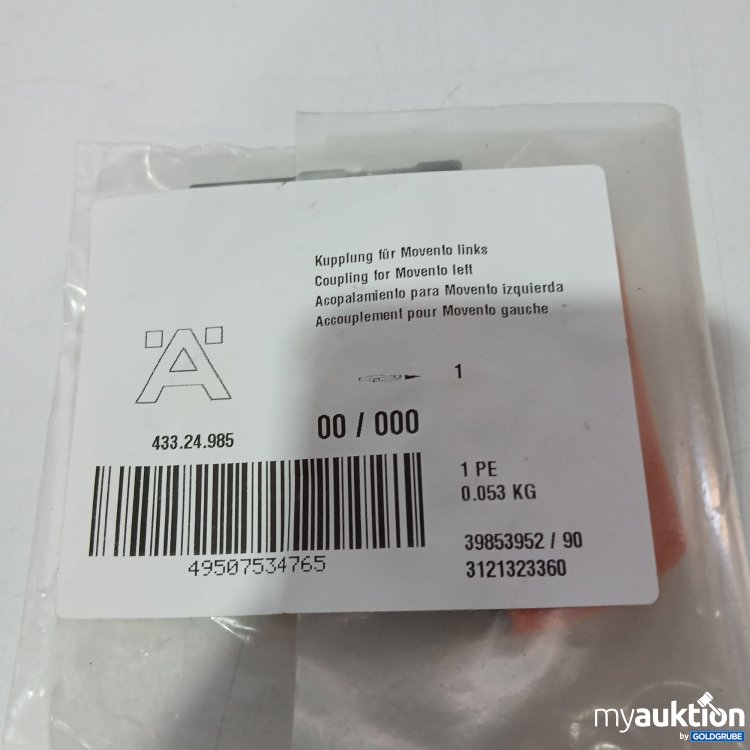 Kupplung für Movento links
Coupling for Movento left
Acopalamiento para Movento izquierda
Accouplement pour Movento gauche
1
Ä
433.24.985
00 / 000
1 PE
0.053 KG
49507534765
39853952 / 90
3121323360
myauktion
by GOLDGRUBE